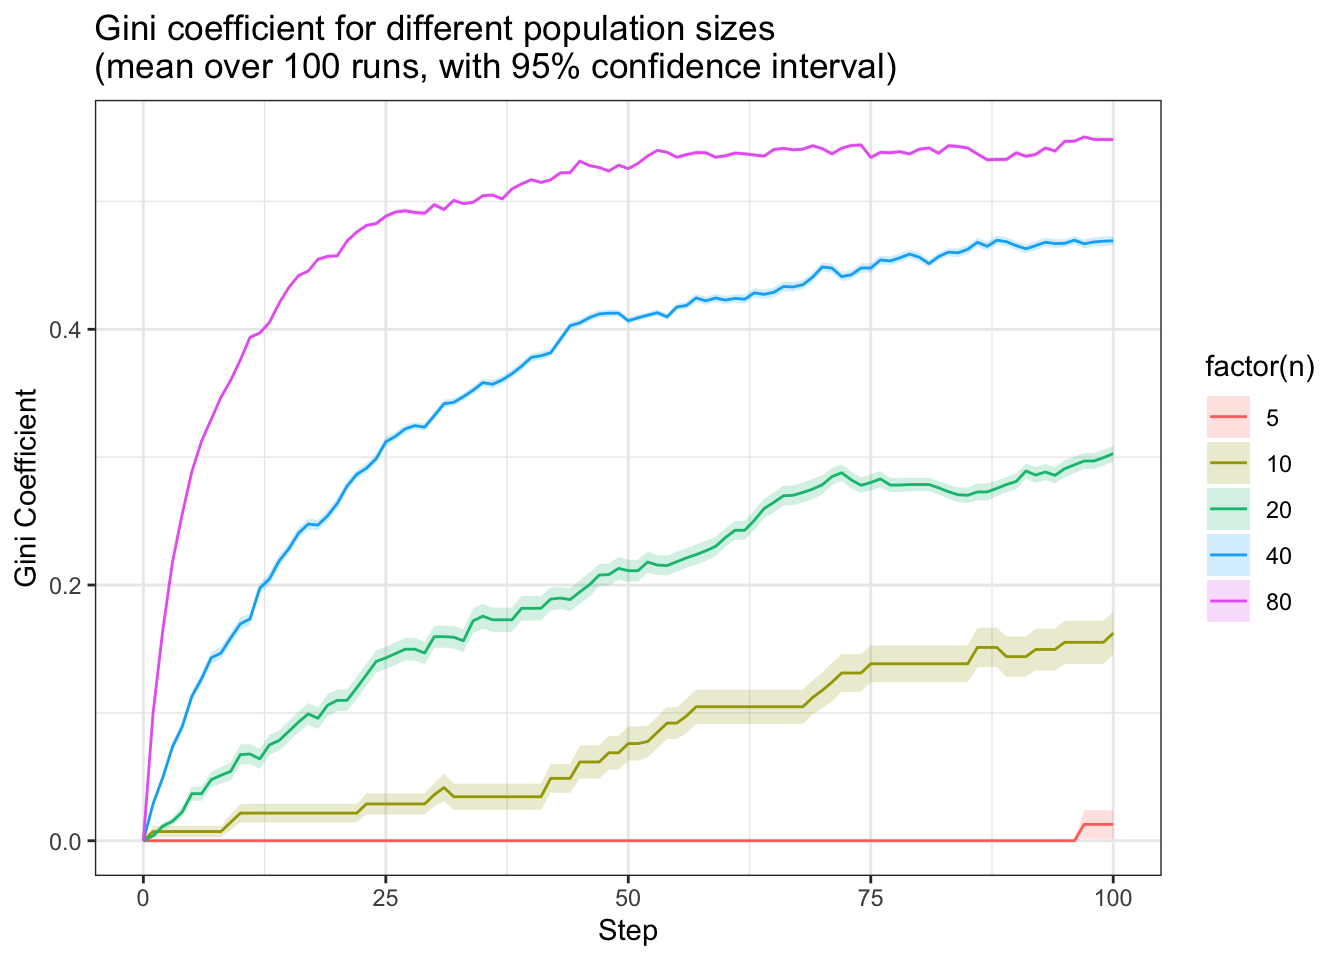 Gini coefficient for different population sizes
(mean over 100 runs, with 95% confidence interval)
Gini Coefficient
0.4
0.2
0.0
0 25 50 75 100
Step
factor(n)
5
10
20
40
80